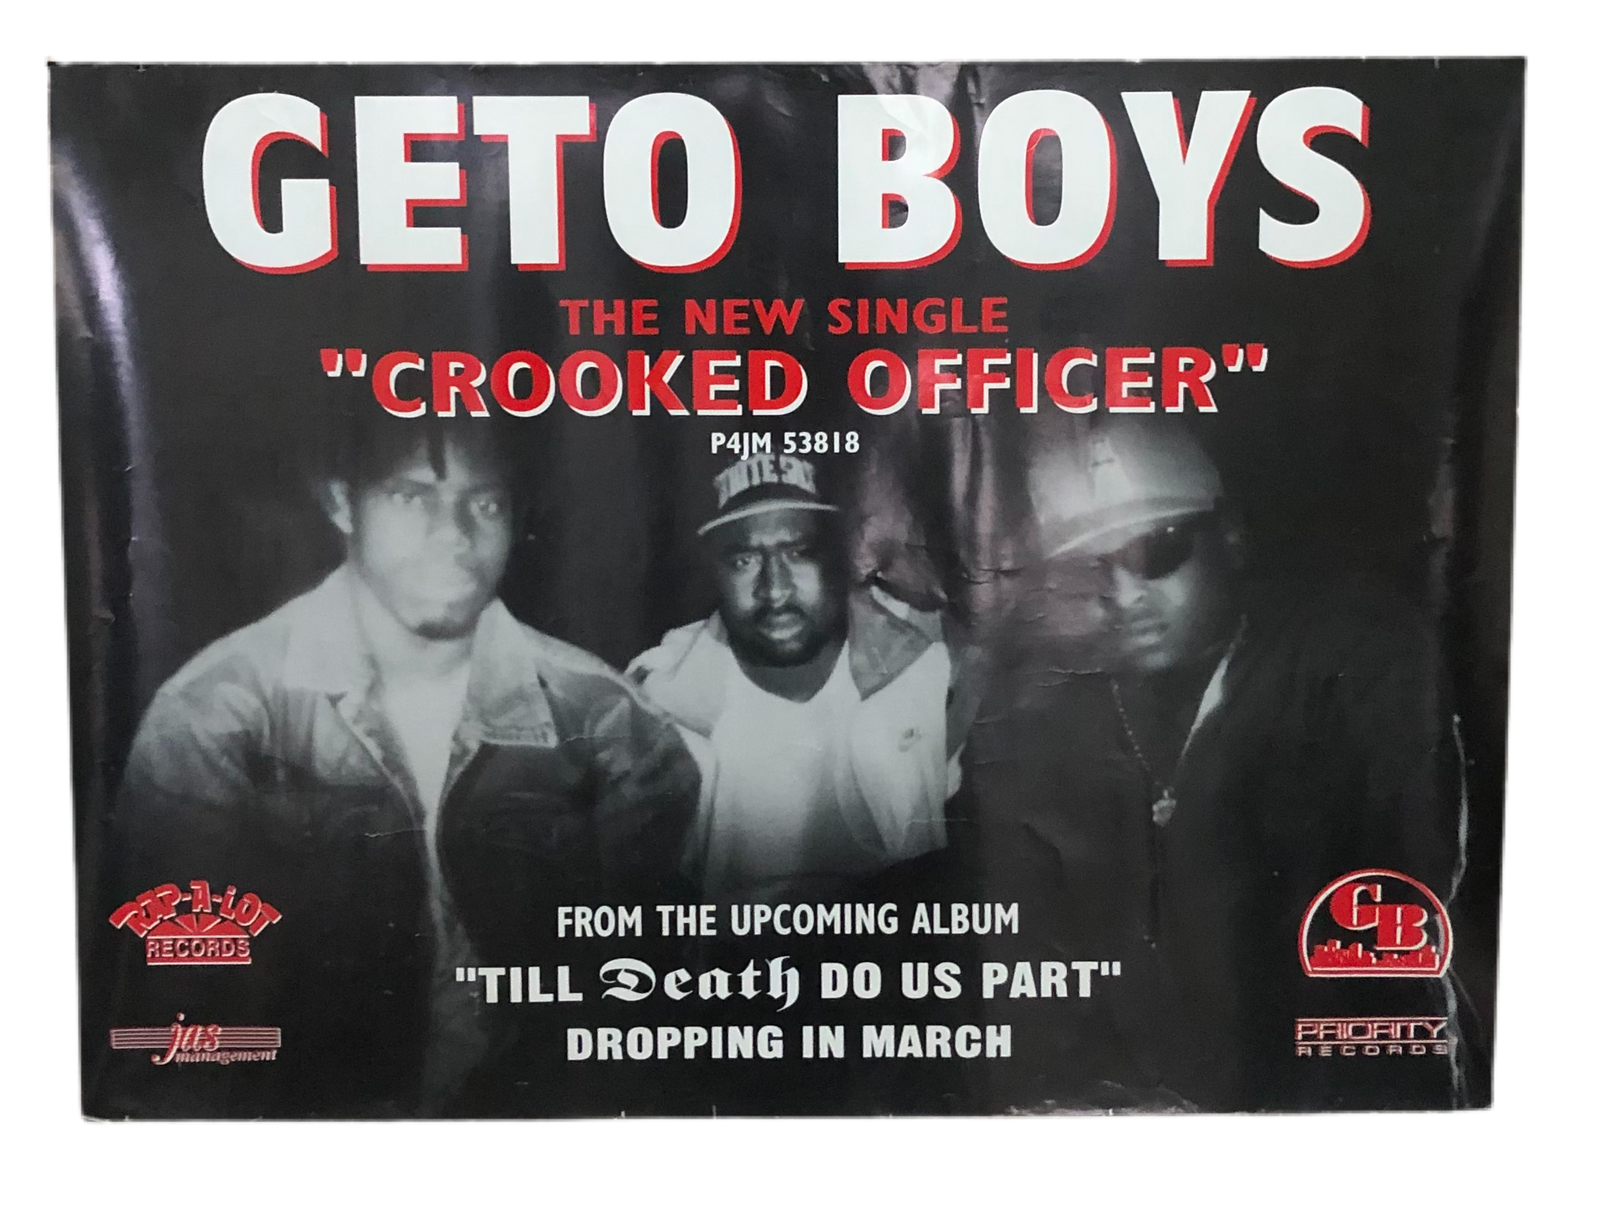 GETO BOYS
THE NEW SINGLE
"CROOKED OFFICER"
P4JM 53818
A
FROM THE UPCOMING ALBUM
"TILL Death DO US PART"
DROPPING IN MARCH
RAP-A-LOT
RECORDS
jas
management
GB
PRIORITY
RECORDS